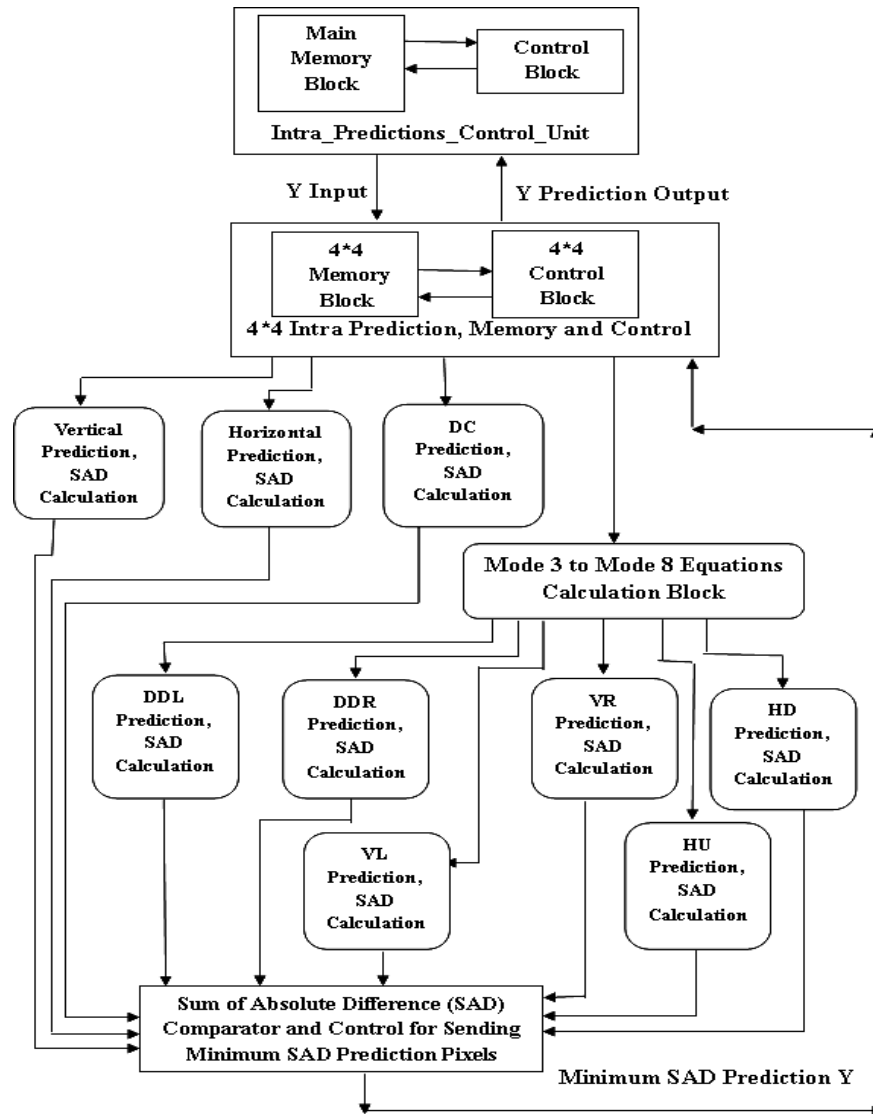 Main
Memory
Block
Control
Block
Intra_Predictions_Control_Unit
Y Input
Y Prediction Output
4*4
Memory
Block
4*4
Control
Block
4*4 Intra Prediction, Memory and Control
Vertical
Prediction,
SAD
Calculation
Horizontal
Prediction,
SAD
Calculation
DC
Prediction,
SAD
Calculation
Mode 3 to Mode 8 Equations
Calculation Block
DDL
Prediction,
SAD
Calculation
DDR
Prediction,
SAD
Calculation
VR
Prediction,
SAD
Calculation
HD
Prediction,
SAD
Calculation
VL
Prediction,
SAD
Calculation
HU
Prediction,
SAD
Calculation
Sum of Absolute Difference (SAD)
Comparator and Control for Sending
Minimum SAD Prediction Pixels
Minimum SAD Prediction Y